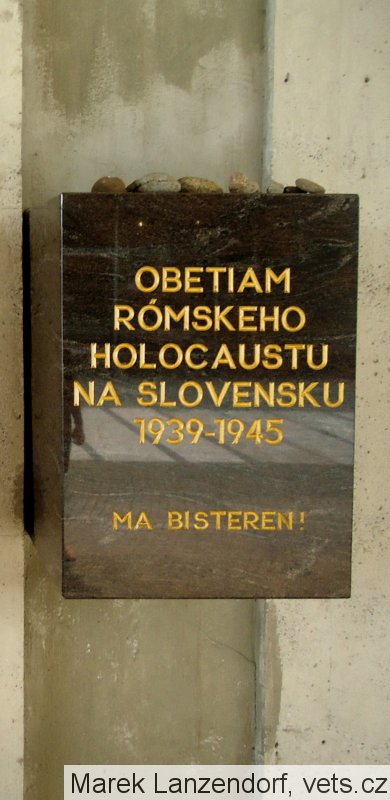 OBETIAM
RÓMSKEHO
HOLOCAUSTU
NA SLOVENSKU
1939-1945
MA BISTEREN!
Marek Lanzendorf, vets.cz